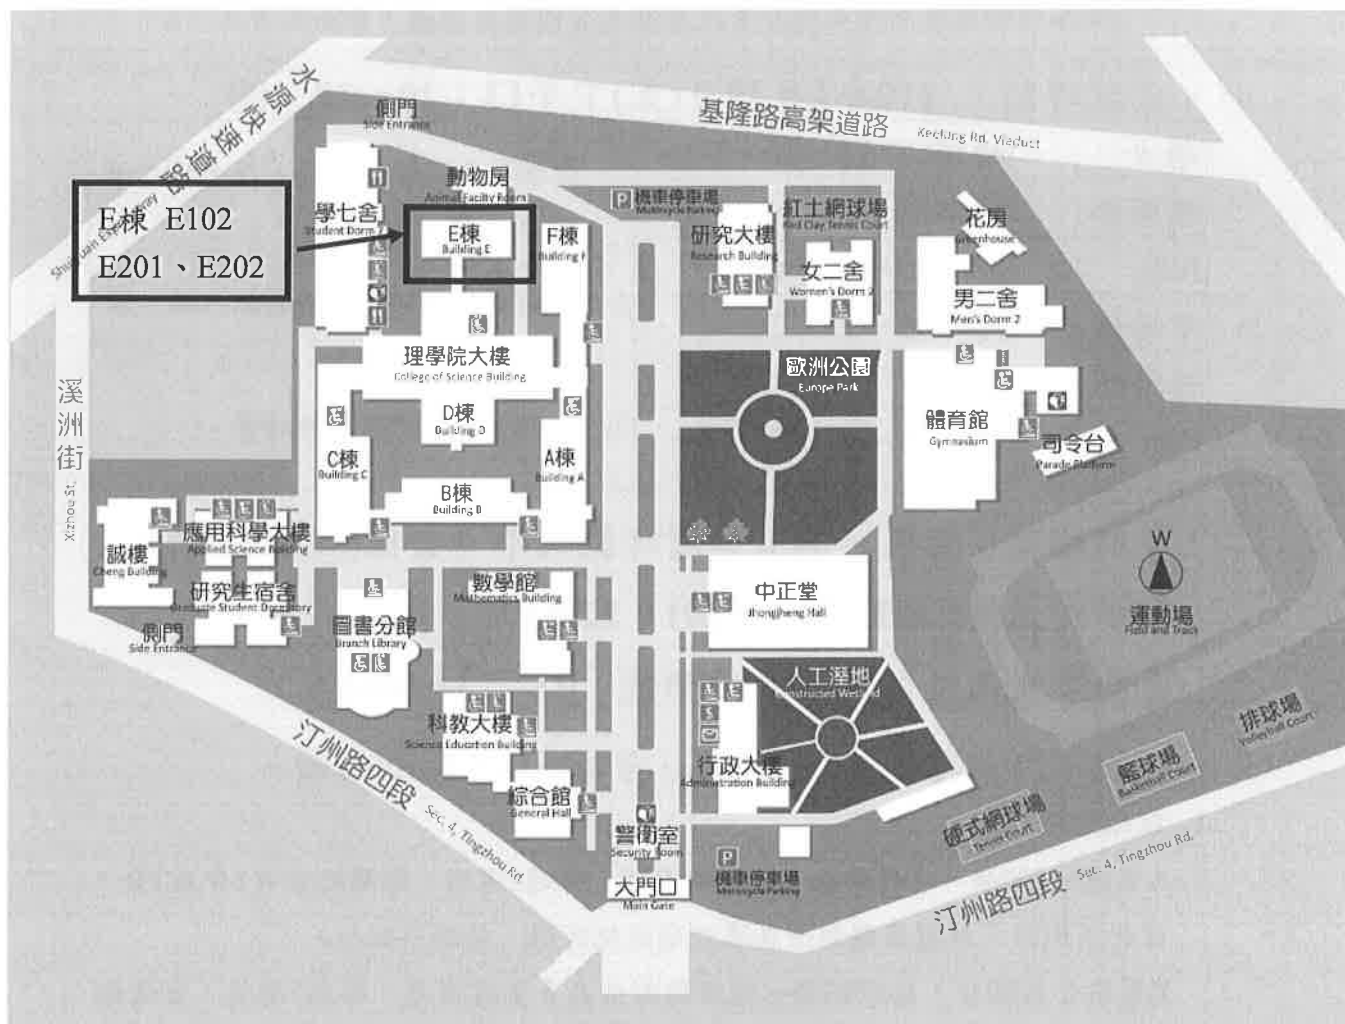 水源快速道路
側門
Side Entrance
基隆路高架道路
Keelung Rd. Viaduct
E棟 E102
E201、E202
學七舍
Student Dorm 7
動物房
Animal Facility Room
E棟
Building E
F棟
Building F
P 機車停車場
Motorcycle Parking
研究大樓
Research Building
紅土網球場
Red Clay Tennis Court
女二舍
Women's Dorm 2
花房
Greenhouse
男二舍
Men's Dorm 2
理學院大樓
College of Science Building
歐洲公園
Europe Park
體育館
Gymnasium
司令台
Parade Platform
溪洲街
Xizhou St.
D棟
Building D
C棟
Building C
A棟
Building A
B棟
Building B
應用科學大樓
Applied Science Building
誠樓
Cheng Building
研究生宿舍
Graduate Student Dormitory
側門
Side Entrance
圖書分館
Branch Library
數學館
Mathematics Building
中正堂
Jhongjheng Hall
W
運動場
Field and Track
人工溼地
Constructed Wetland
科教大樓
Science Education Building
行政大樓
Administration Building
綜合館
General Hall
警衛室
Security Room
大門口
Main Gate
P
機車停車場
Motorcycle Parking
排球場
Volleyball Court
籃球場
Basketball Court
硬式網球場
Tennis Court
汀州路四段 Sec. 4, Tingzhou Rd.
汀州路四段 Sec. 4, Tingzhou Rd.